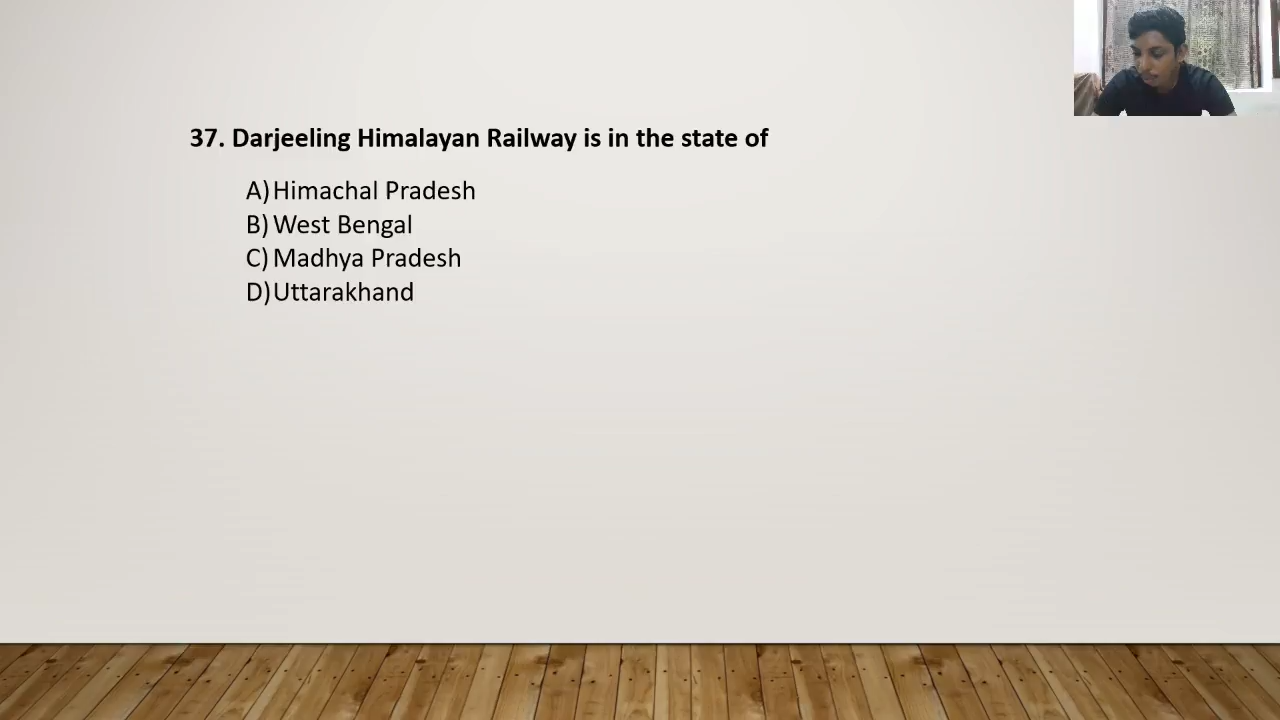 37. Darjeeling Himalayan Railway is in the state of
A) Himachal Pradesh
B) West Bengal
C) Madhya Pradesh
D) Uttarakhand